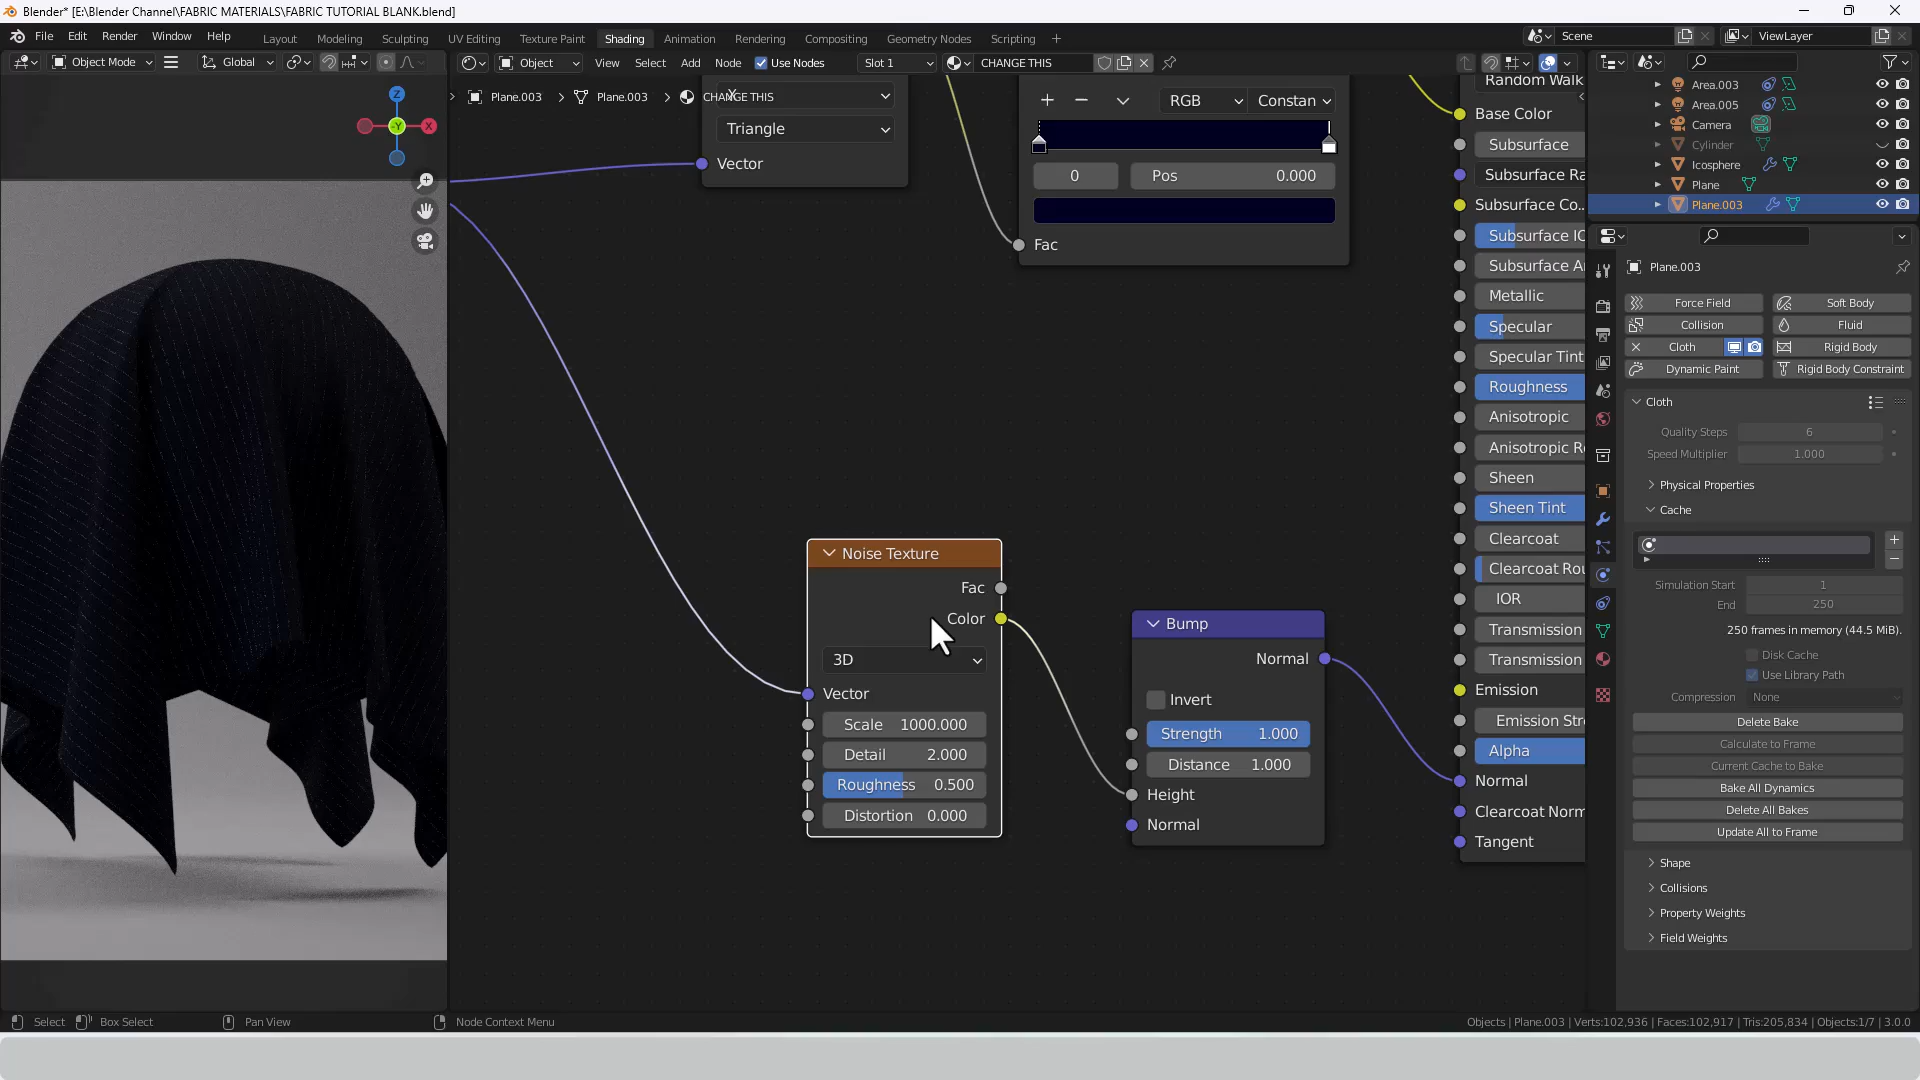 Blender* [E:\Blender Channel\FABRIC MATERIALS\FABRIC TUTORIAL BLANK.blend]
File Edit Render Window Help Layout Modeling Sculpting UV Editing Texture Paint Shading Animation Rendering Compositing Geometry Nodes Scripting + Scene ViewLayer
Object Mode Global Object View Select Add Node Use Nodes Slot 1 CHANGE THIS
Plane.003 > Plane.003 > CHANGE THIS
X
Triangle
Vector
RGB Constan
0 Pos 0.000
Fac
Random Walk
Base Color
Subsurface
Subsurface Ra
Subsurface Co..
Subsurface IO
Subsurface A
Metallic
Specular
Specular Tint
Roughness
Anisotropic
Anisotropic R
Sheen
Sheen Tint
Clearcoat
Clearcoat Rou
IOR
Transmission
Transmission
Emission
Emission Str
Alpha
Normal
Clearcoat Norm
Tangent
Noise Texture
Fac
Color
3D
Vector
Scale 1000.000
Detail 2.000
Roughness 0.500
Distortion 0.000
Bump
Normal
Invert
Strength 1.000
Distance 1.000
Height
Normal
Z
-Y
X
Area.003
Area.005
Camera
Cylinder
Icosphere
Plane
Plane.003
Plane.003
Force Field Soft Body
Collision Fluid
Cloth Rigid Body
Dynamic Paint Rigid Body Constraint
Cloth
Quality Steps 6
Speed Multiplier 1.000
Physical Properties
Cache
Simulation Start 1
End 250
250 frames in memory (44.5 MiB).
Disk Cache
Use Library Path
Compression None
Delete Bake
Calculate to Frame
Current Cache to Bake
Bake All Dynamics
Delete All Bakes
Update All to Frame
Shape
Collisions
Property Weights
Field Weights
Select Box Select Pan View Node Context Menu Objects | Plane.003 | Verts:102,936 | Faces:102,917 | Tris:205,834 | Objects:1/7 | 3.0.0